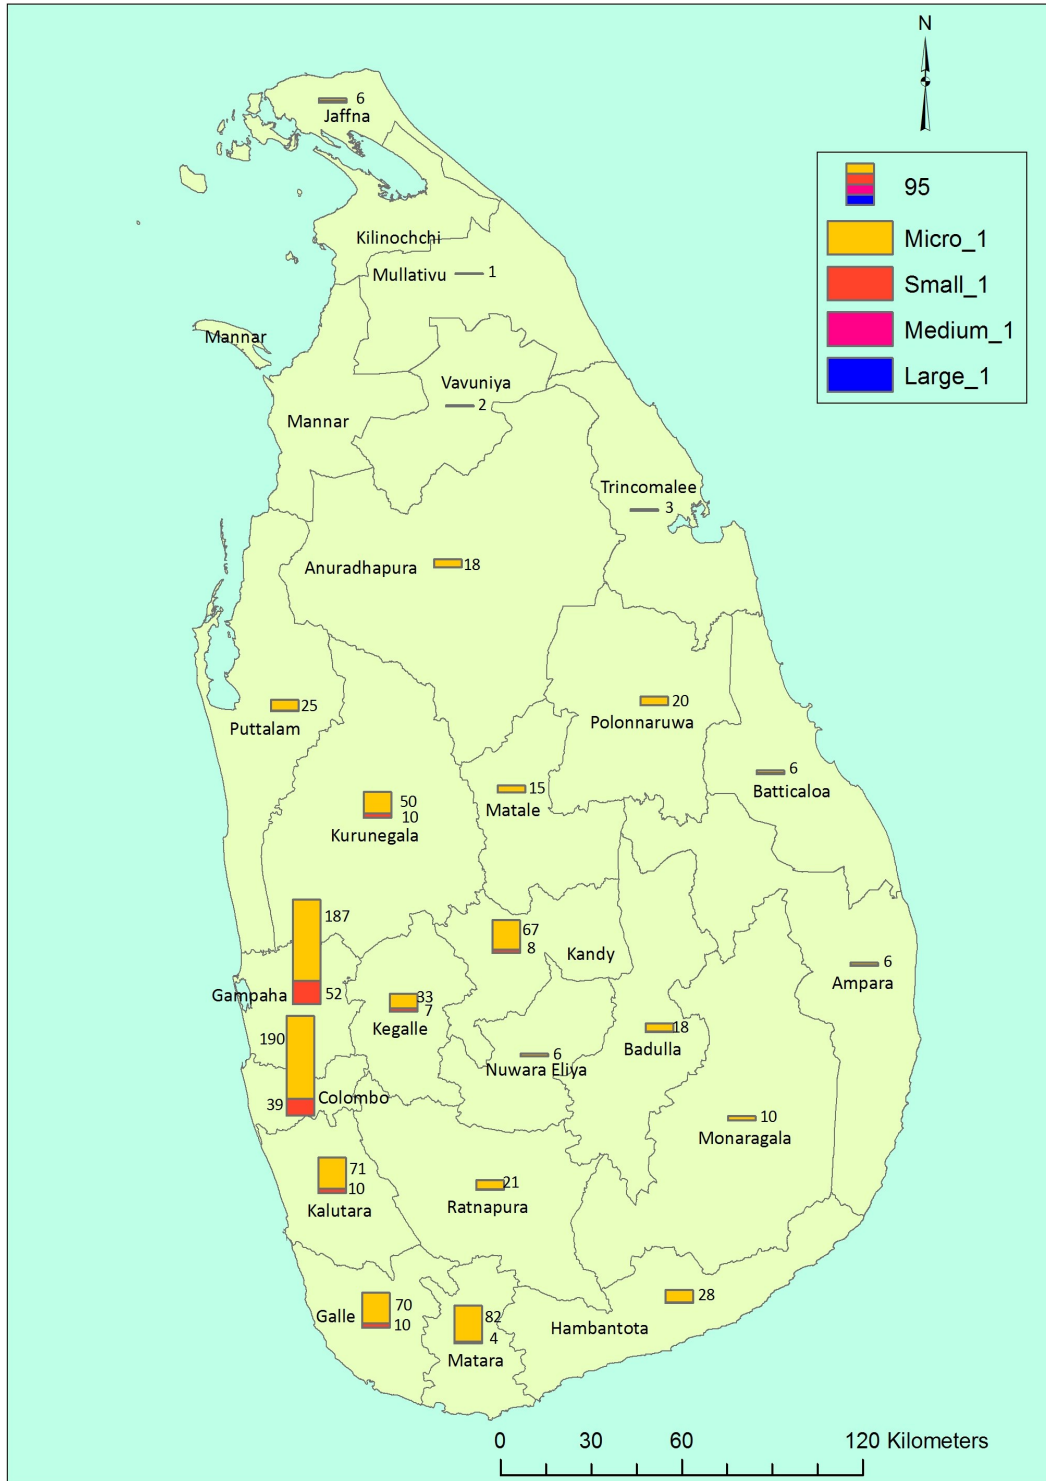 N
95
Micro_1
Small_1
Medium_1
Large_1
6
Jaffna
Kilinochchi
Mullativu 1
Mannar
Vavuniya
2
Mannar
Trincomalee
3
Anuradhapura 18
25
Puttalam
20
Polonnaruwa
6
Batticaloa
15
Matale
50
10
Kurunegala
187
Gampaha 52
67
8
Kandy
33
7
Kegalle
6
Ampara
18
Badulla
6
Nuwara Eliya
190
39 Colombo
10
Monaragala
71
10
Kalutara
21
Ratnapura
28
Hambantota
Galle 70
10
82
4
Matara
0 30 60 120 Kilometers